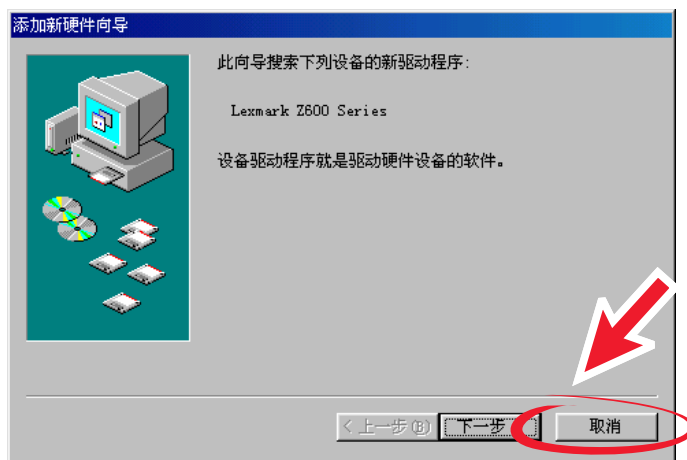 添加新硬件向导
此向导搜索下列设备的新驱动程序:
Lexmark Z600 Series
设备驱动程序就是驱动硬件设备的软件。
< 上一步(B) 下一步 取消